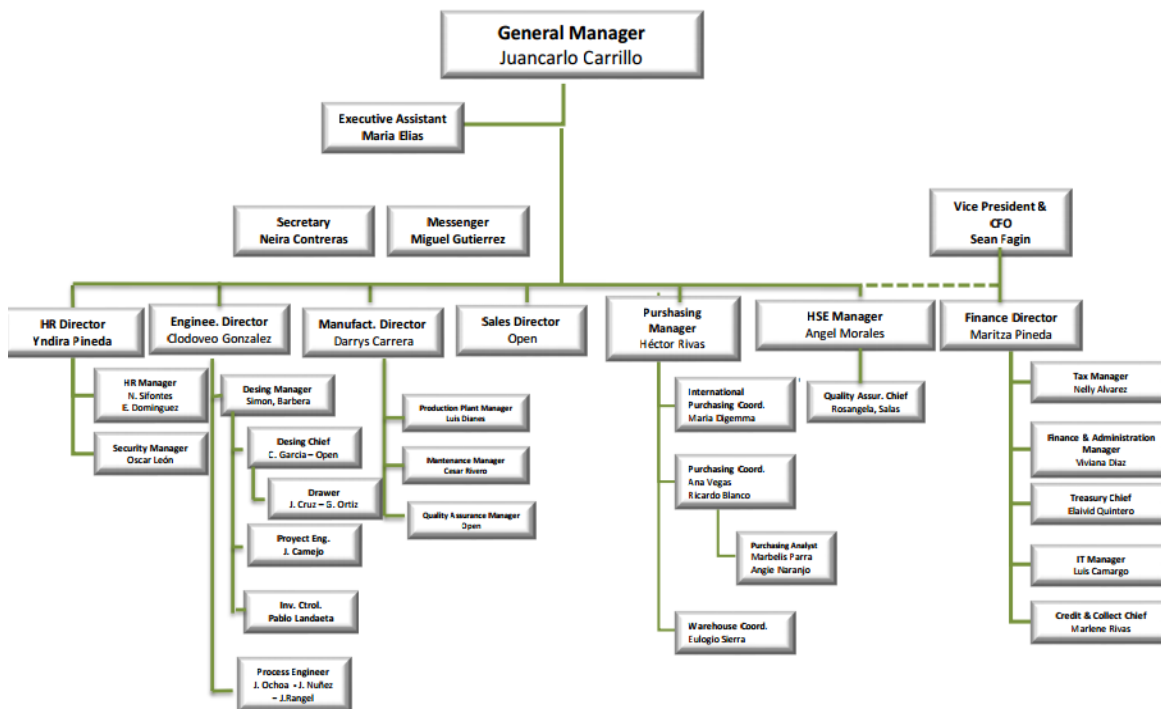 General Manager
Juancarlo Carrillo
Executive Assistant
Maria Elias
Secretary
Neira Contreras
Messenger
Miguel Gutierrez
Vice President &
CFO
Sean Fagin
HR Director
Yndira Pineda
Enginee. Director
Clodoveo Gonzalez
Manufact. Director
Darrys Carrera
Sales Director
Open
Purshasing
Manager
Héctor Rivas
HSE Manager
Angel Morales
Finance Director
Maritza Pineda
HR Manager
N. Sifontes
E. Dominguez
Security Manager
Oscar León
Desing Manager
Simon, Barbera
Desing Chief
C. Garcia – Open
Drawer
J. Cruz – G. Ortiz
Proyect Eng.
J. Camejo
Inv. Ctrol.
Pablo Landaeta
Process Engineer
J. Ochoa - J. Nuñez
– J.Rangel
Production Plant Manager
Luis Dianes
Mantenance Manager
Cesar Rivero
Quality Assurance Manager
Open
International
Purchasing Coord.
Maria Digemma
Purchasing Coord.
Ana Vegas
Ricardo Blanco
Purchasing Analyst
Marbelis Parra
Angie Naranjo
Warehouse Coord.
Eulogio Sierra
Quality Assur. Chief
Rosangela, Salas
Tax Manager
Nelly Alvarez
Finance & Administration
Manager
Viviana Diaz
Treasury Chief
Elaivid Quintero
IT Manager
Luis Camargo
Credit & Collect Chief
Marlene Rivas